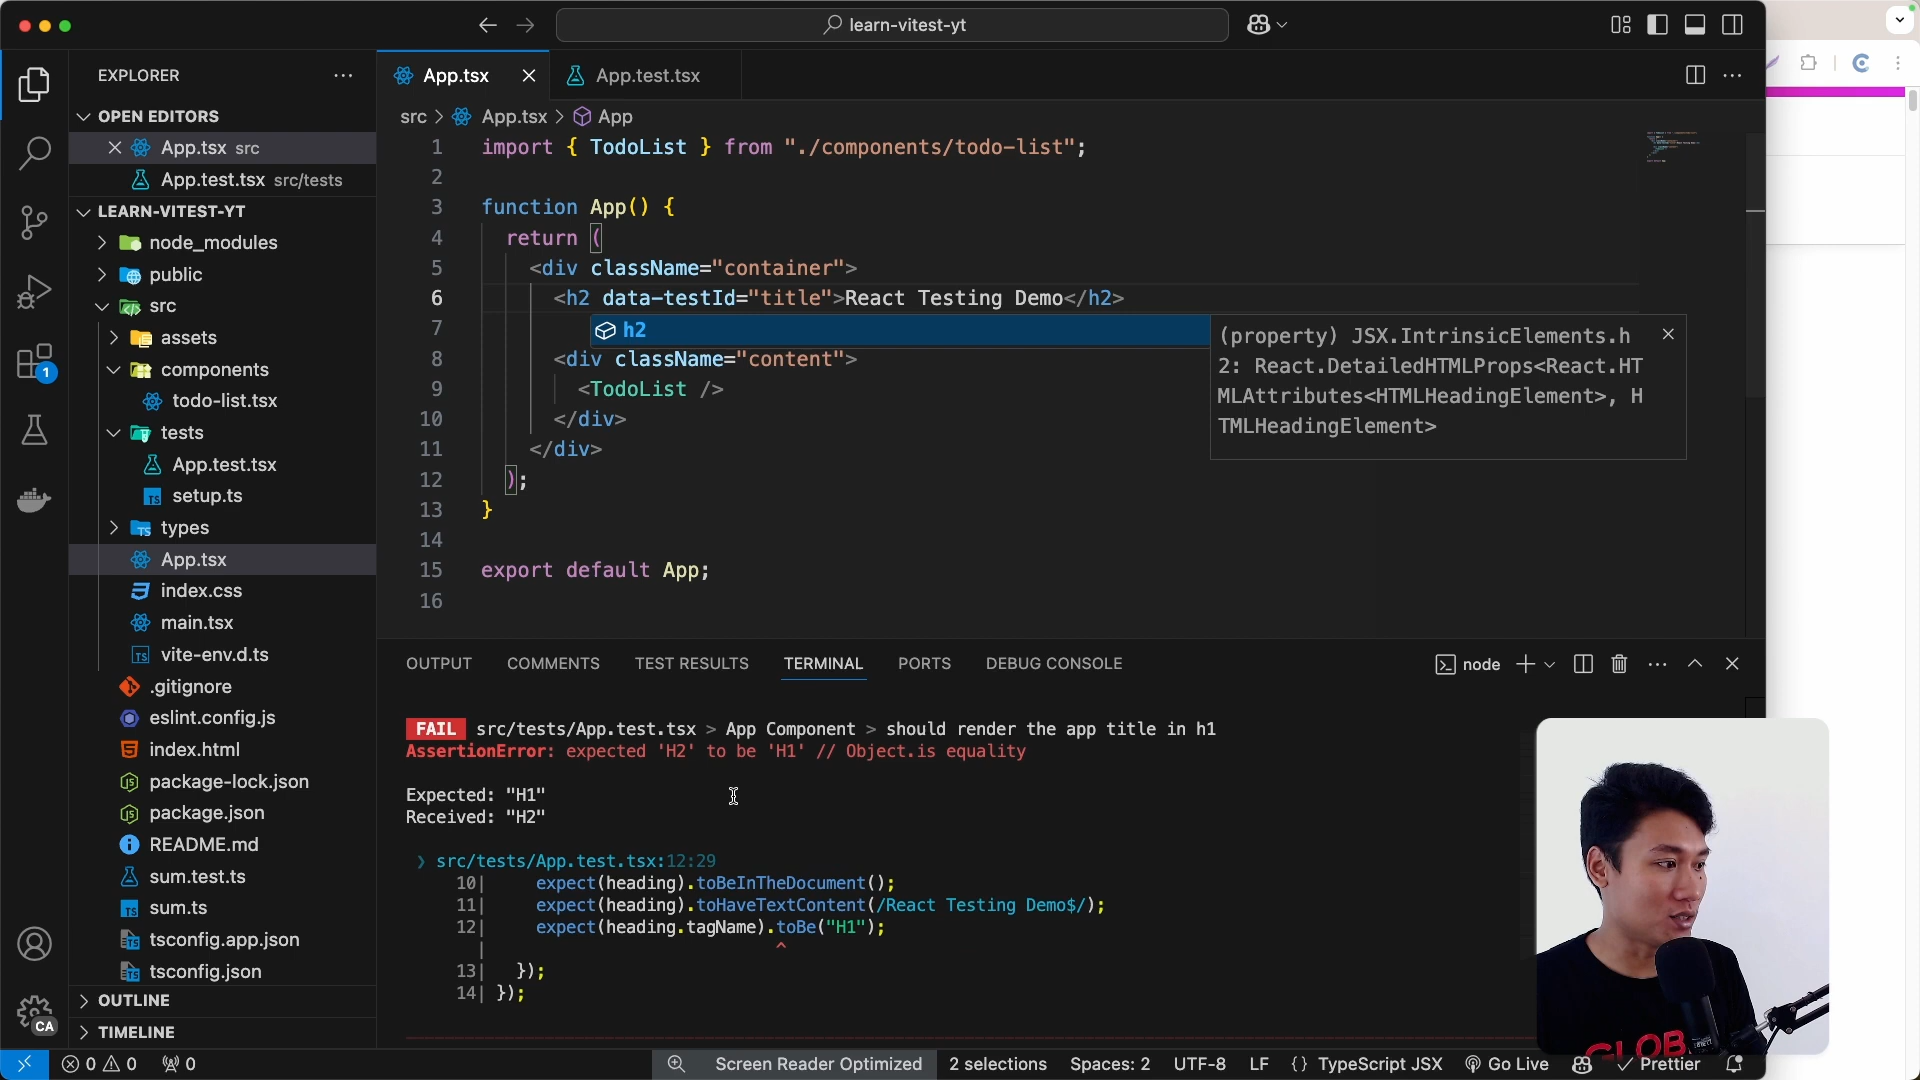 learn-vitest-yt
EXPLORER
OPEN EDITORS
App.tsx src
App.test.tsx src/tests
LEARN-VITEST-YT
node_modules
public
src
assets
components
todo-list.tsx
tests
App.test.tsx
setup.ts
types
App.tsx
index.css
main.tsx
vite-env.d.ts
.gitignore
eslint.config.js
index.html
package-lock.json
package.json
README.md
sum.test.ts
sum.ts
tsconfig.app.json
tsconfig.json
OUTLINE
TIMELINE
1
CA
App.tsx
App.test.tsx
src > App.tsx > App
1 import { TodoList } from "./components/todo-list";
2
3 function App() {
4 return (
5 <div className="container">
6 <h2 data-testId="title">React Testing Demo</h2>
7
h2
(property) JSX.IntrinsicElements.h
2: React.DetailedHTMLProps<React.HT
MLAttributes<HTMLHeadingElement>, H
TMLHeadingElement>
8 <div className="content">
9 <TodoList />
10 </div>
11 </div>
12 );
13 }
14
15 export default App;
16
OUTPUT COMMENTS TEST RESULTS TERMINAL PORTS DEBUG CONSOLE
node
FAIL src/tests/App.test.tsx > App Component > should render the app title in h1
AssertionError: expected 'H2' to be 'H1' // Object.is equality
Expected: "H1"
Received: "H2"
❯ src/tests/App.test.tsx:12:29
10| expect(heading).toBeInTheDocument();
11| expect(heading).toHaveTextContent(/React Testing Demo$/);
12| expect(heading.tagName).toBe("H1");
| ^
13| });
14| });
GLOB
0 0 0
Screen Reader Optimized 2 selections Spaces: 2 UTF-8 LF {} TypeScript JSX Go Live Prettier